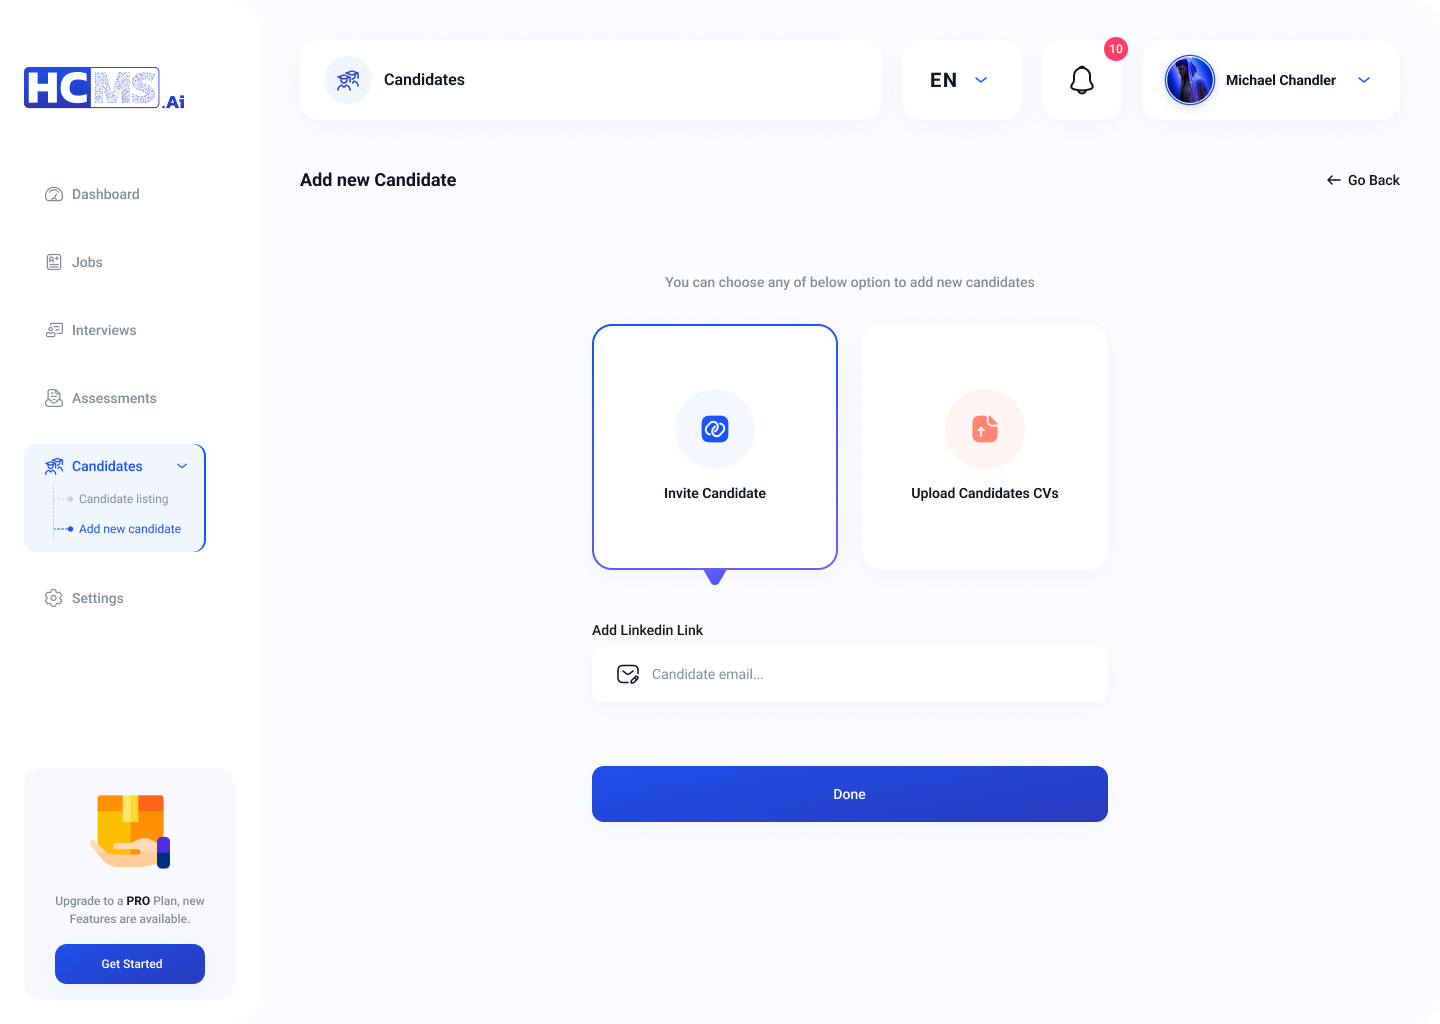 HCMS.Ai
Dashboard
Jobs
Interviews
Assessments
Candidates
Candidate listing
Add new candidate
Settings
Upgrade to a PRO Plan, new
Features are available.
Get Started
Candidates
EN
10
Michael Chandler
Add new Candidate
Go Back
You can choose any of below option to add new candidates
Invite Candidate
Upload Candidates CVs
Add Linkedin Link
Candidate email...
Done